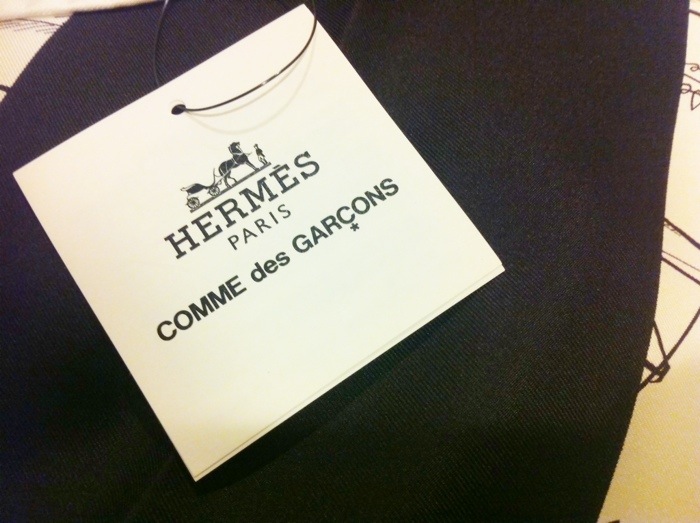 HERMÈS
PARIS
COMME des GARÇONS
*